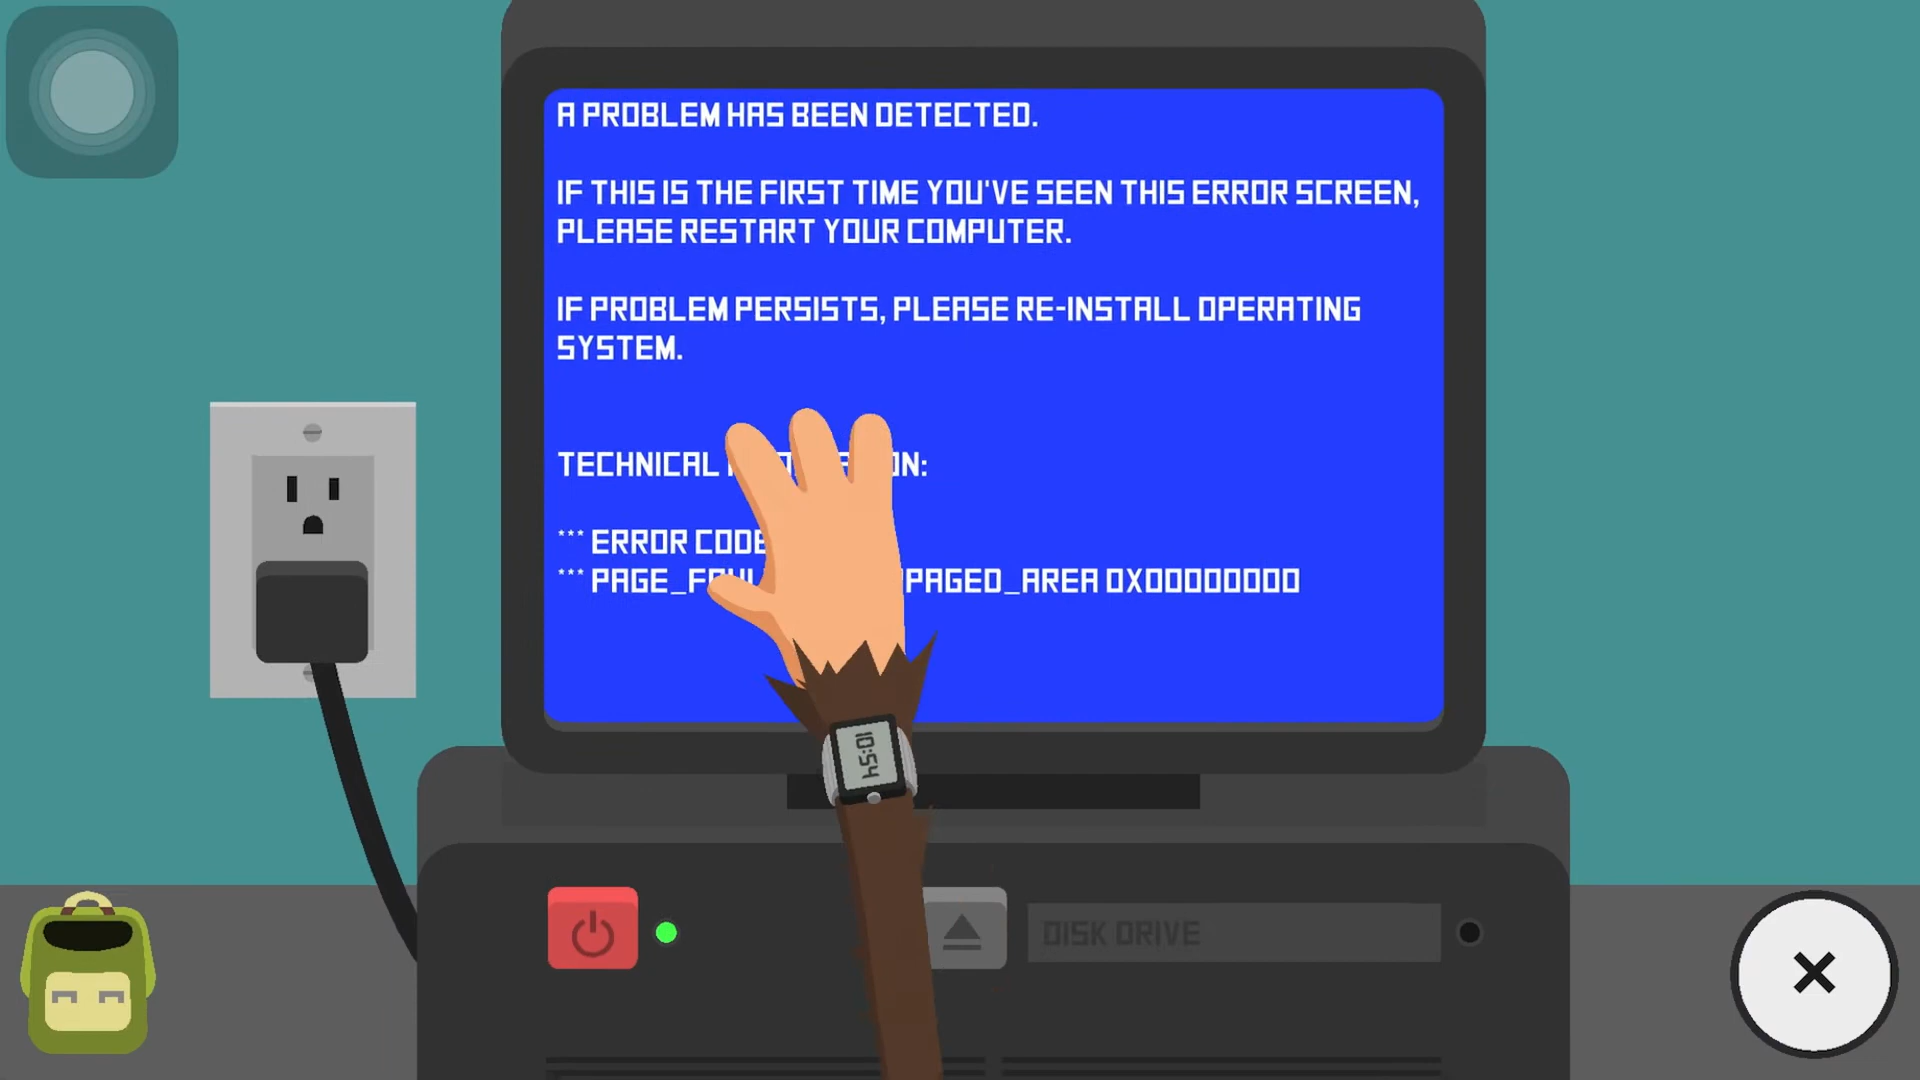 A PROBLEM HAS BEEN DETECTED.
IF THIS IS THE FIRST TIME YOU'VE SEEN THIS ERROR SCREEN,
PLEASE RESTART YOUR COMPUTER.
IF PROBLEM PERSISTS, PLEASE RE-INSTALL OPERATING
SYSTEM.
TECHNICAL
*** ERROR CODE
*** PAGED_AREA 0X00000000
10:54
DISK DRIVE